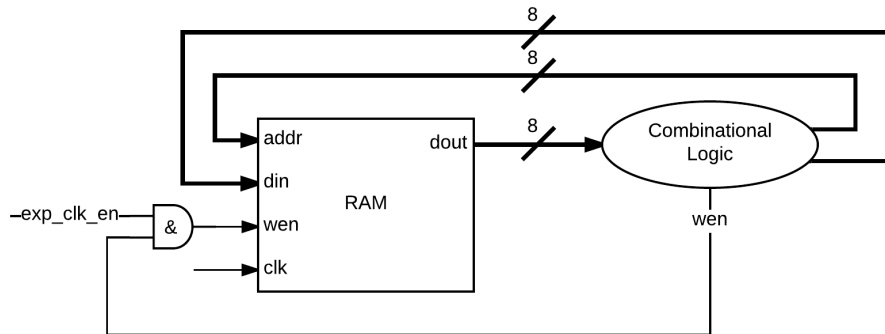 8
8
8
addr
dout
Combinational
Logic
din
RAM
exp_clk_en
&
wen
wen
clk